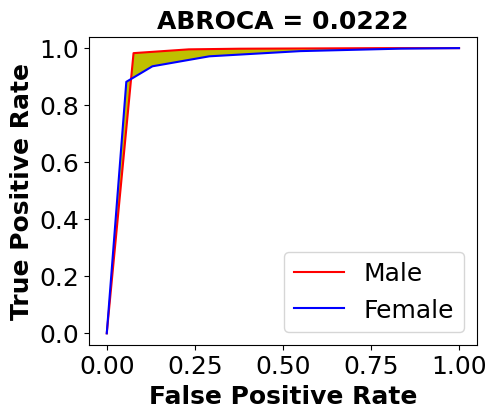 ABROCA = 0.0222
True Positive Rate
1.0
0.8
0.6
0.4
0.2
0.0
Male
Female
0.00 0.25 0.50 0.75 1.00
False Positive Rate